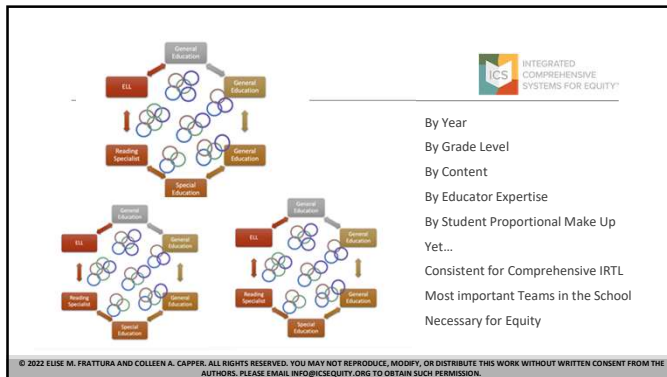 General
Education
ELL
General
Education
Reading
Specialist
General
Education
Special
Education
General
Education
ELL
General
Education
Reading
Specialist
General
Education
Special
Education
General
Education
ELL
General
Education
Reading
Specialist
General
Education
Special
Education
ICS
INTEGRATED
COMPREHENSIVE
SYSTEMS FOR EQUITY™
By Year
By Grade Level
By Content
By Educator Expertise
By Student Proportional Make Up
Yet…
Consistent for Comprehensive IRTL
Most important Teams in the School
Necessary for Equity
© 2022 ELISE M. FRATTURA AND COLLEEN A. CAPPER. ALL RIGHTS RESERVED. YOU MAY NOT REPRODUCE, MODIFY, OR DISTRIBUTE THIS WORK WITHOUT WRITTEN CONSENT FROM THE
AUTHORS. PLEASE EMAIL INFO@ICSEQUITY.ORG TO OBTAIN SUCH PERMISSION.